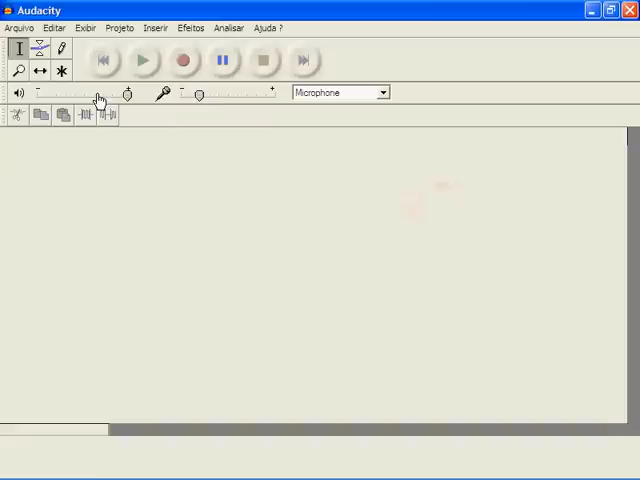 Audacity
Arquivo Editar Exibir Projeto Inserir Efeitos Analisar Ajuda ?
Microphone